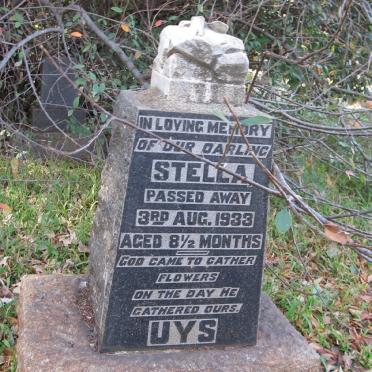 IN LOVING MEMORY
OF OUR DARLING
STELLA
PASSED AWAY
3RD AUG. 1933
AGED 8½ MONTHS
GOD CAME TO GATHER
FLOWERS
ON THE DAY HE
GATHERED OURS.
UYS